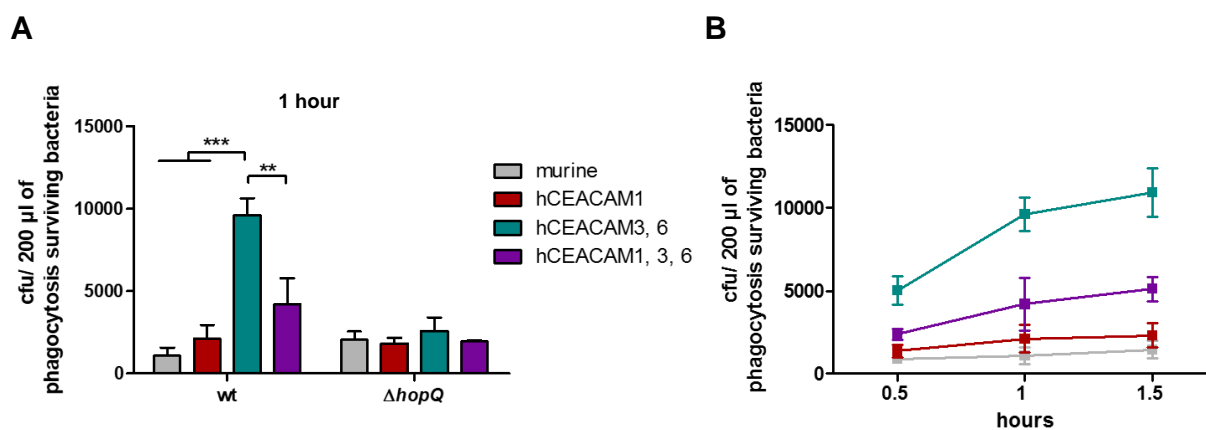 A
1 hour
cfu/ 200 µl of
phagocytosis surviving bacteria
15000
10000
5000
0
***
**
wt
ΔhopQ
murine
hCEACAM1
hCEACAM3, 6
hCEACAM1, 3, 6
B
cfu/ 200 µl of
phagocytosis surviving bacteria
15000
10000
5000
0
0.5
1
1.5
hours